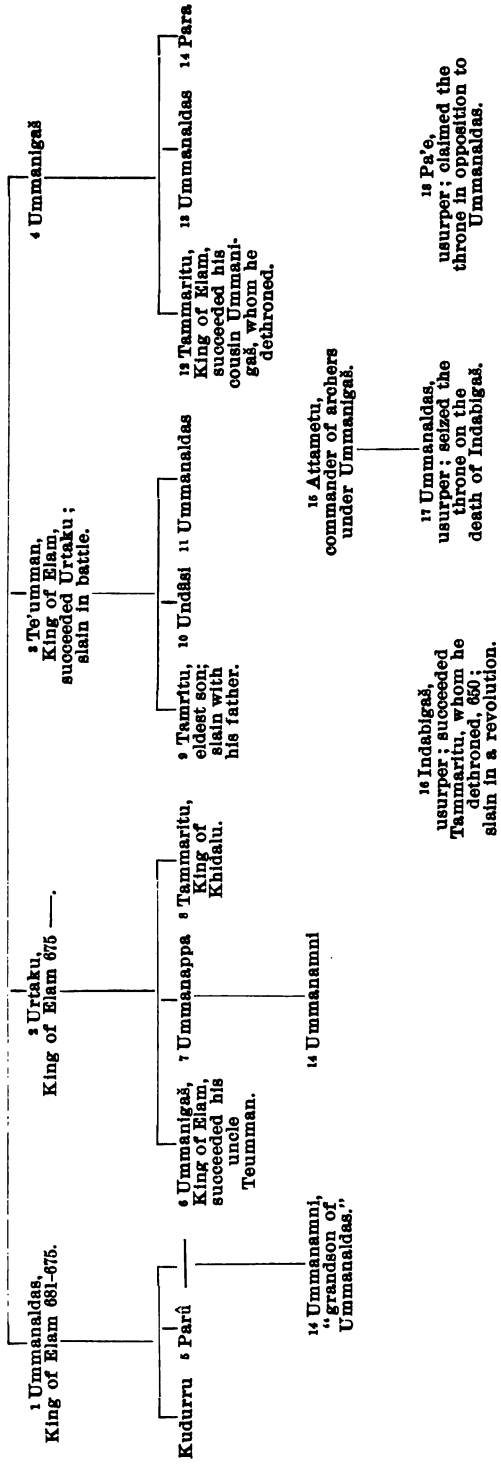 1 Ummanaldas,
King of Elam 681-675.
2 Urtaku,
King of Elam 675 —.
3 Te'umman,
King of Elam,
succeeded Urtaku;
slain in battle.
4 Ummanigaš
Kudurru
5 Parû
6 Ummanigaš,
King of Elam,
succeeded his
uncle
Teumman.
7 Ummanappa
8 Tammaritu,
King of
Khidalu.
9 Tamritu,
eldest son;
slain with
his father.
10 Undâsi
11 Ummanaldas
12 Tammaritu,
King of Elam,
succeeded his
cousin Ummani-
gaš, whom he
dethroned.
13 Ummanaldas
14 Para
14 Ummanamni,
"grandson of
Ummanaldas."
14 Ummanamni
15 Attametu,
commander of archers
under Ummanigaš.
16 Indabigaš,
usurper; succeeded
Tammaritu, whom he
dethroned, 650;
slain in a revolution.
17 Ummanaldas,
usurper; seized the
throne on the
death of Indabigaš.
18 Pa'e,
usurper; claimed the
throne in opposition to
Ummanaldas.